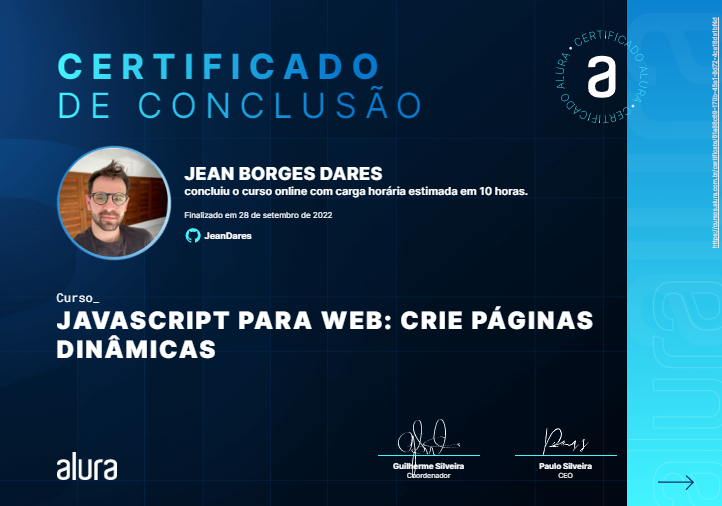 CERTIFICADO
DE CONCLUSÃO
CERTIFICADO ALURA • CERTIFICADO ALURA •
a
JEAN BORGES DARES
concluiu o curso online com carga horária estimada em 10 horas.
Finalizado em 28 de setembro de 2022
JeanDares
Curso_
JAVASCRIPT PARA WEB: CRIE PÁGINAS
DINÂMICAS
alura
Guilherme Silveira
Coordenador
Paulo Silveira
CEO
alura